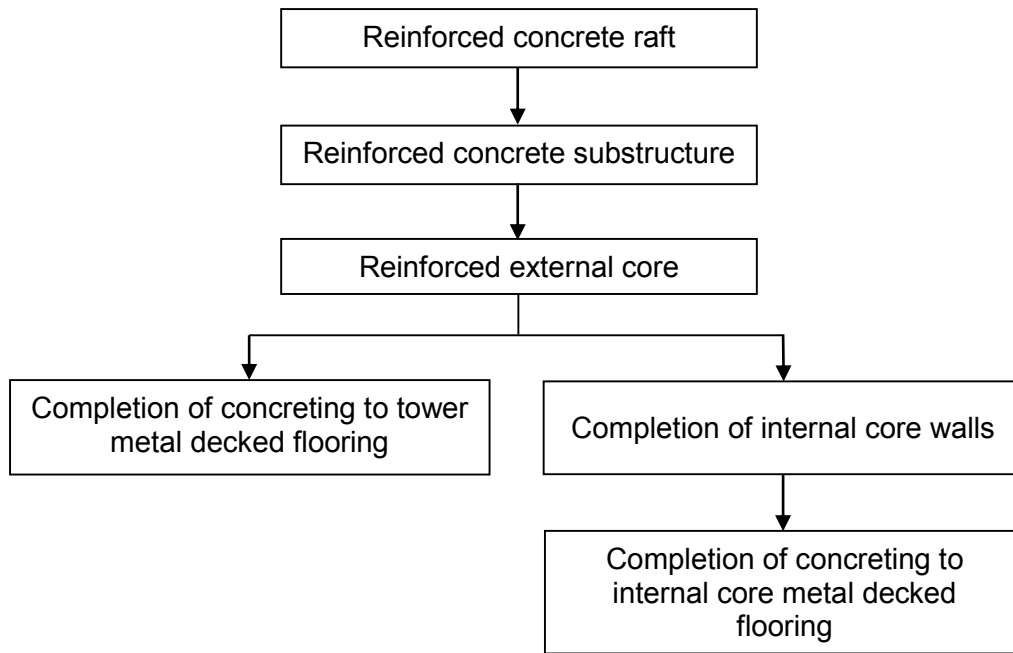 Reinforced concrete raft
Reinforced concrete substructure
Reinforced external core
Completion of concreting to tower
metal decked flooring
Completion of internal core walls
Completion of concreting to
internal core metal decked
flooring